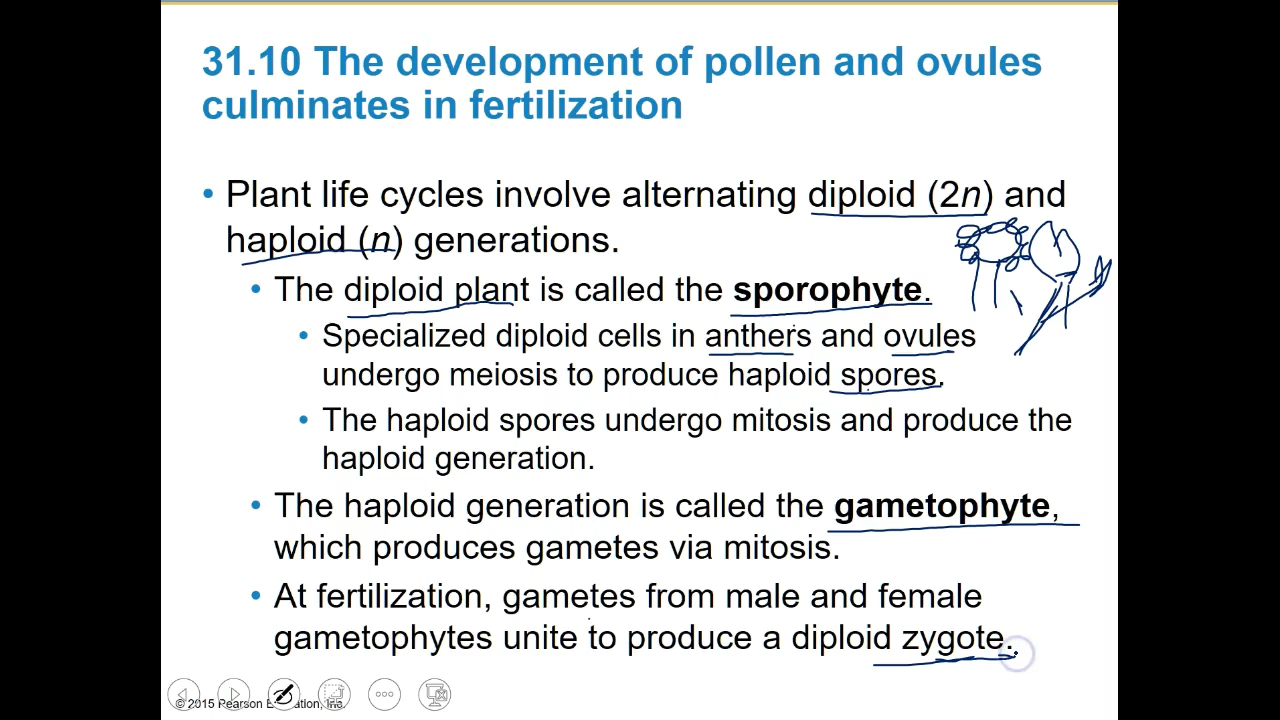 31.10 The development of pollen and ovules
culminates in fertilization
• Plant life cycles involve alternating diploid (2n) and
haploid (n) generations.
• The diploid plant is called the sporophyte.
• Specialized diploid cells in anthers and ovules
undergo meiosis to produce haploid spores.
• The haploid spores undergo mitosis and produce the
haploid generation.
• The haploid generation is called the gametophyte,
which produces gametes via mitosis.
• At fertilization, gametes from male and female
gametophytes unite to produce a diploid zygote.
© 2015 Pearson Inc.